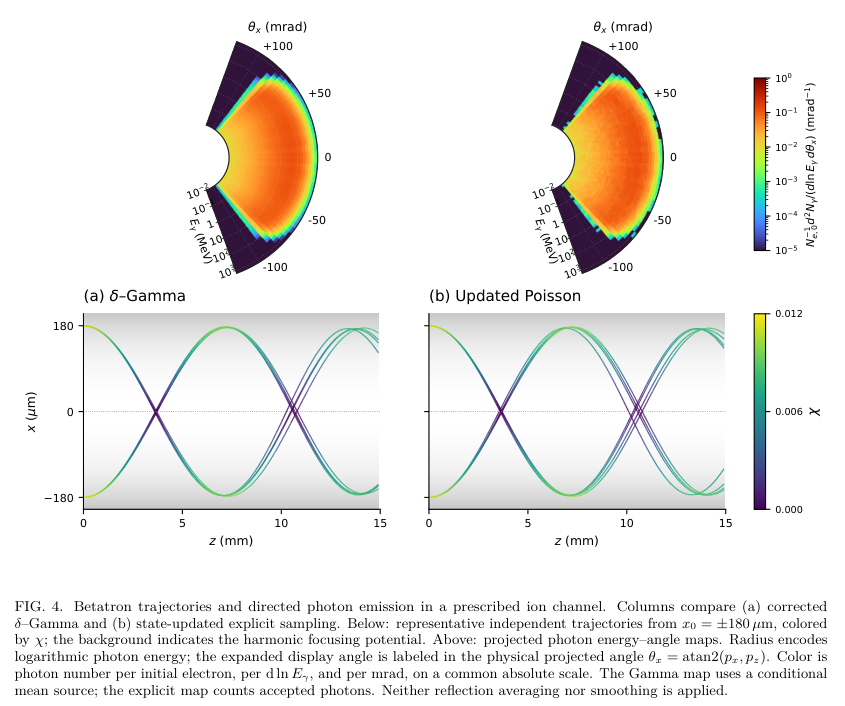 θx (mrad)
+100
+50
0
-50
-100
10⁻²
1
Eγ (MeV)
θx (mrad)
+100
+50
0
-50
-100
10⁻²
1
Eγ (MeV)
10⁰
10⁻¹
10⁻²
10⁻³
10⁻⁴
10⁻⁵
N⁻¹e,0 d²Nγ/(d ln Eγ dθx) (mrad⁻¹)
(a) δ–Gamma
(b) Updated Poisson
180
0
−180
x (μm)
0 5 10 15
z (mm)
0 5 10 15
z (mm)
0.012
0.006
0.000
χ
FIG. 4. Betatron trajectories and directed photon emission in a prescribed ion channel. Columns compare (a) corrected
δ–Gamma and (b) state-updated explicit sampling. Below: representative independent trajectories from x₀ = ±180 μm, colored
by χ; the background indicates the harmonic focusing potential. Above: projected photon energy–angle maps. Radius encodes
logarithmic photon energy; the expanded display angle is labeled in the physical projected angle θx = atan2(px, pz). Color is
photon number per initial electron, per d ln Eγ, and per mrad, on a common absolute scale. The Gamma map uses a conditional
mean source; the explicit map counts accepted photons. Neither reflection averaging nor smoothing is applied.